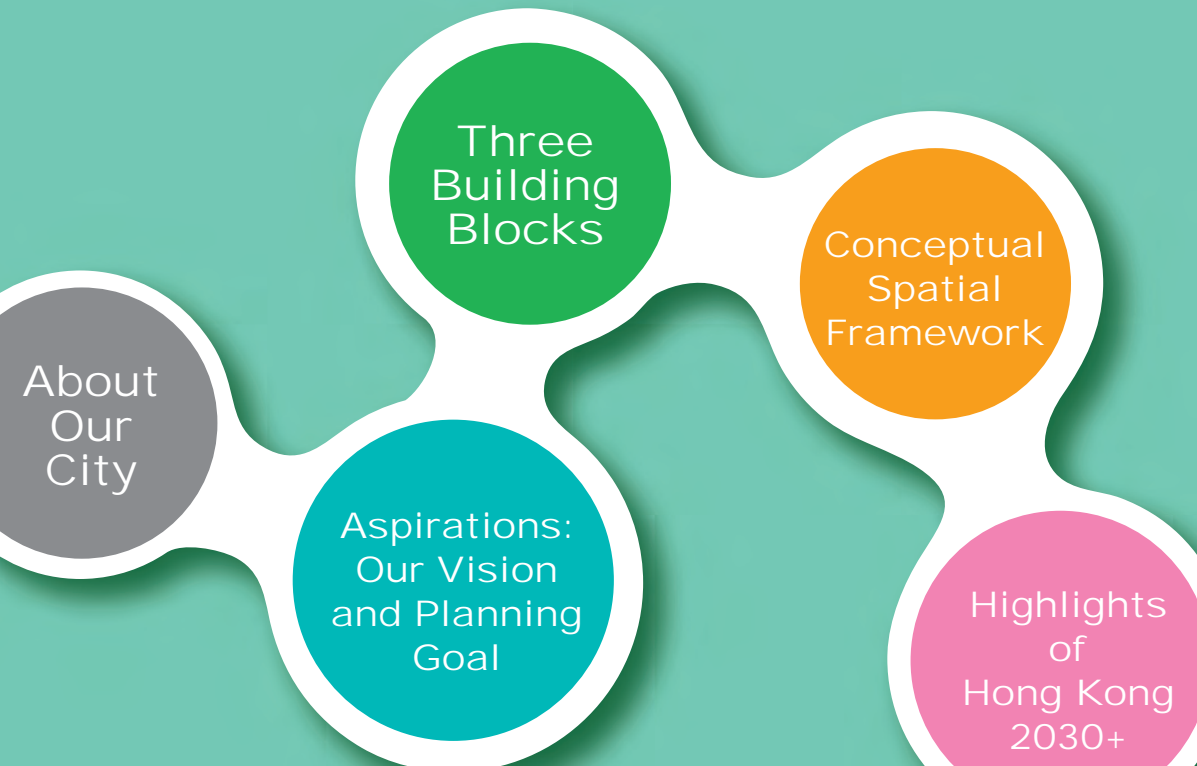 About
Our
City
Aspirations:
Our Vision
and Planning
Goal
Three
Building
Blocks
Conceptual
Spatial
Framework
Highlights
of
Hong Kong
2030+